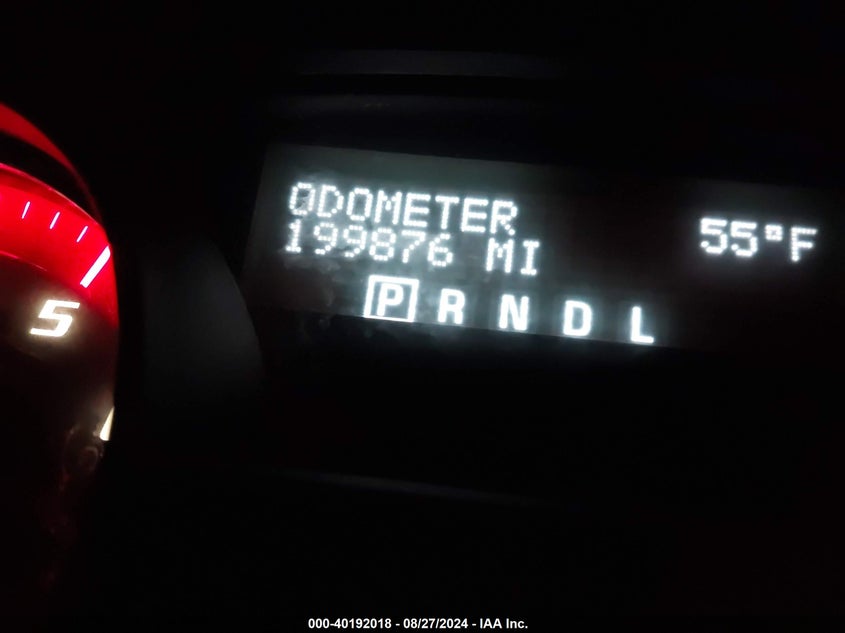 ODOMETER
199876 MI
55°F
P R N D L
5
000-40192018 - 08/27/2024 - IAA Inc.